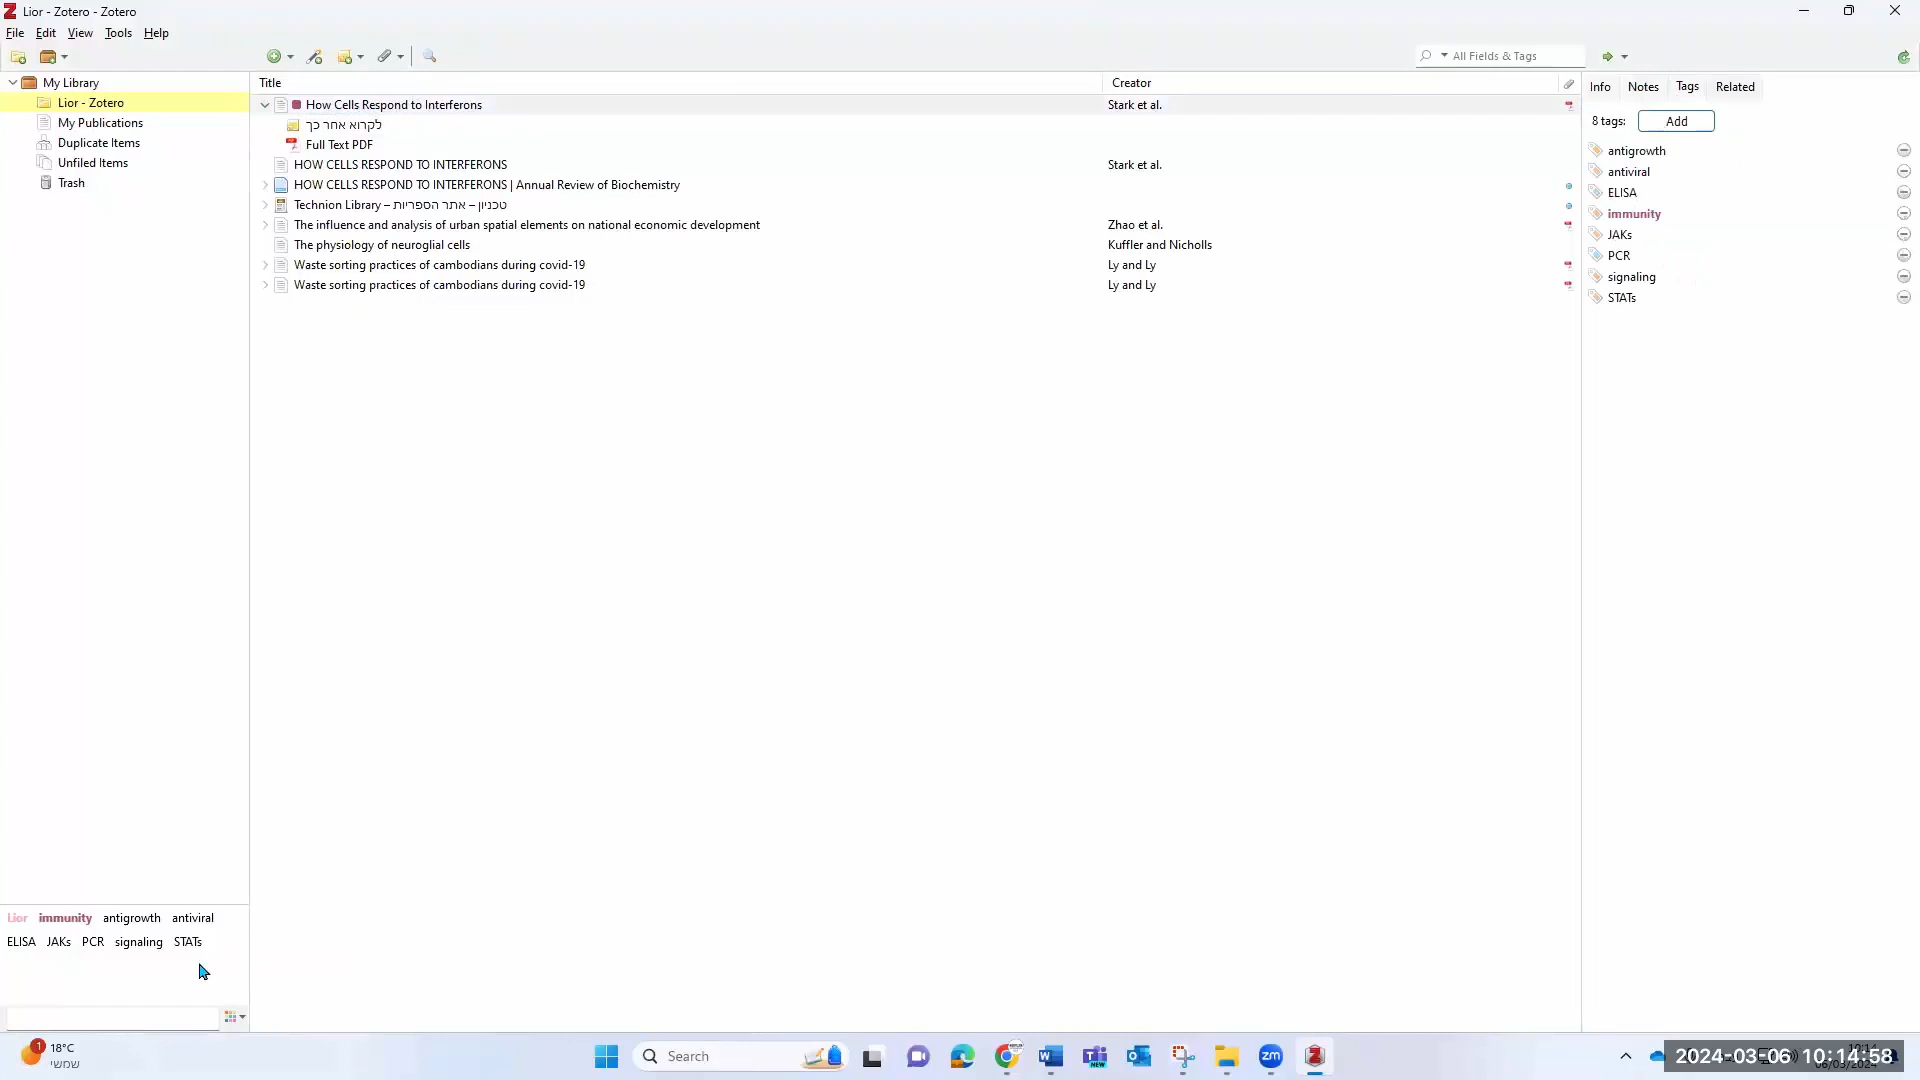 Lior - Zotero - Zotero
File Edit View Tools Help
All Fields & Tags
My Library
Lior - Zotero
My Publications
Duplicate Items
Unfiled Items
Trash
Title Creator
How Cells Respond to Interferons Stark et al.
לקרוא אחר כך
Full Text PDF
HOW CELLS RESPOND TO INTERFERONS Stark et al.
HOW CELLS RESPOND TO INTERFERONS | Annual Review of Biochemistry
Technion Library – טכניון – אתר הספריות
The influence and analysis of urban spatial elements on national economic development Zhao et al.
The physiology of neuroglial cells Kuffler and Nicholls
Waste sorting practices of cambodians during covid-19 Ly and Ly
Waste sorting practices of cambodians during covid-19 Ly and Ly
Info Notes Tags Related
8 tags: Add
antigrowth
antiviral
ELISA
immunity
JAKs
PCR
signaling
STATs
Lior immunity antigrowth antiviral
ELISA JAKs PCR signaling STATs
1 18°C
שמשי
Search
NEW
zm
2024-03-06 10:14:58